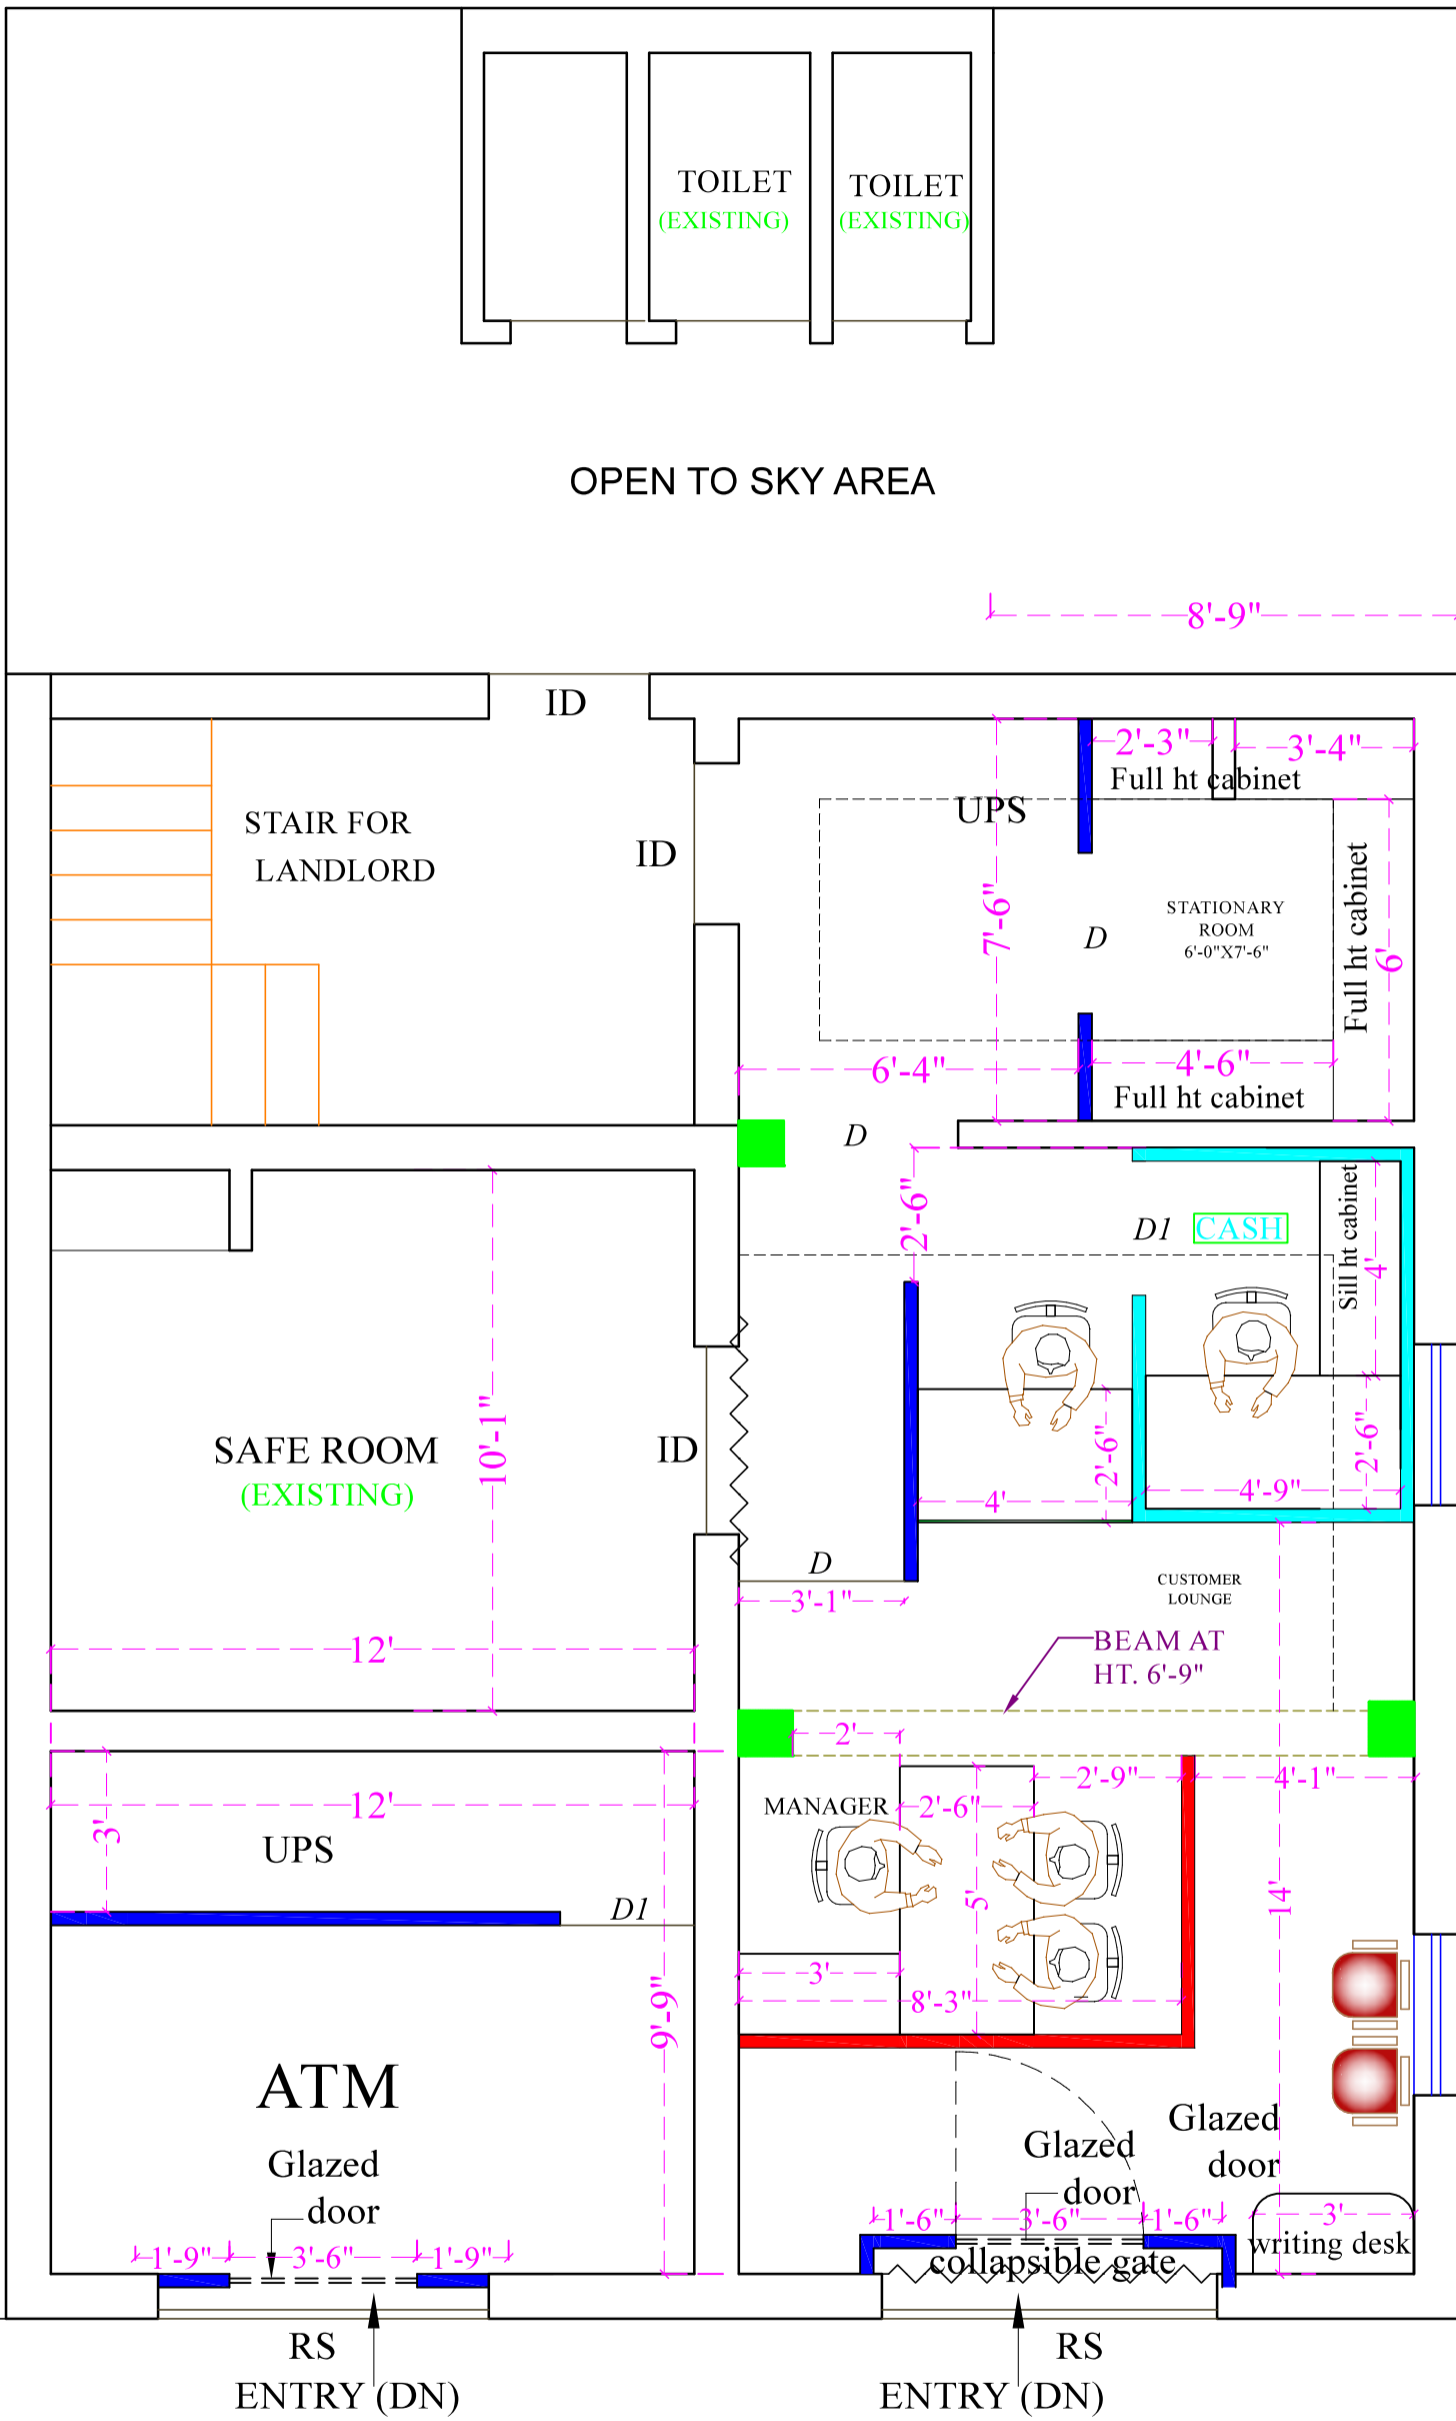 TOILET
(EXISTING)
TOILET
(EXISTING)
OPEN TO SKY AREA
8'-9"
ID
2'-3"
3'-4"
Full ht cabinet
UPS
STAIR FOR
LANDLORD
ID
7'-6"
D
STATIONARY
ROOM
6'-0"X7'-6"
Full ht cabinet
6'
6'-4"
4'-6"
Full ht cabinet
D
2'-6"
D1
CASH
Sill ht cabinet
4'
SAFE ROOM
(EXISTING)
10'-1"
ID
2'-6"
2'-6"
4'
4'-9"
D
3'-1"
CUSTOMER
LOUNGE
BEAM AT
HT. 6'-9"
12'
2'
2'-9"
4'-1"
12'
3'
UPS
MANAGER
2'-6"
5'
14'
D1
3'
8'-3"
9'-9"
ATM
Glazed
door
Glazed
door
Glazed
door
1'-9"
3'-6"
1'-9"
1'-6"
3'-6"
1'-6"
3'
writing desk
collapsible gate
RS
ENTRY (DN)
RS
ENTRY (DN)